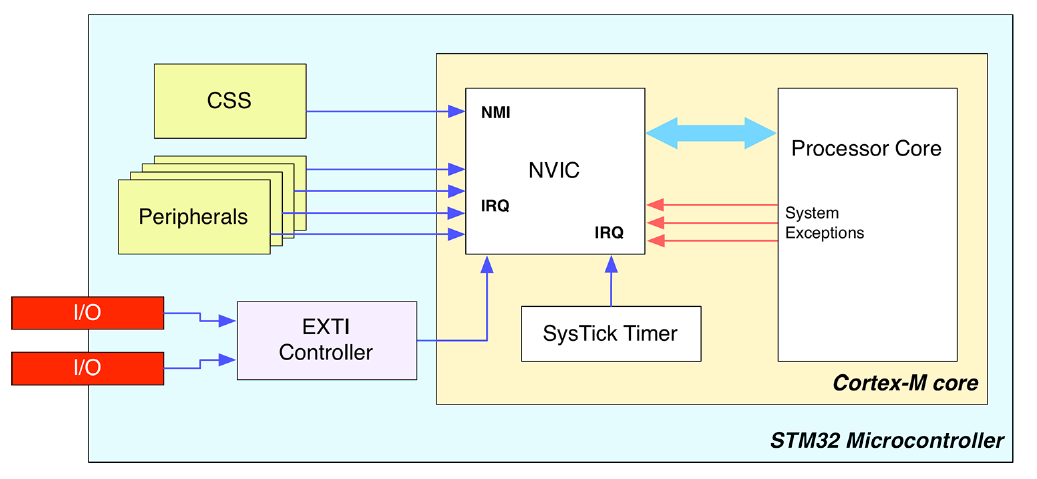 CSS
NMI
NVIC
Processor Core
Peripherals
IRQ
IRQ
System
Exceptions
I/O
I/O
EXTI
Controller
SysTick Timer
Cortex-M core
STM32 Microcontroller